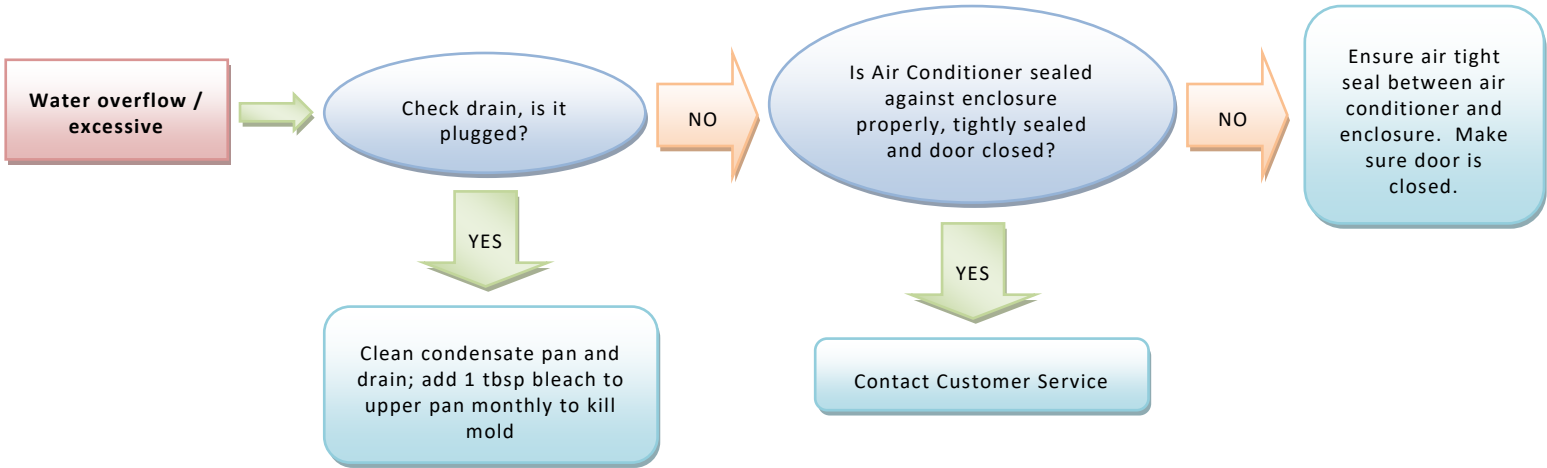 Water overflow /
excessive
Check drain, is it
plugged?
NO
Is Air Conditioner sealed
against enclosure
properly, tightly sealed
and door closed?
NO
Ensure air tight
seal between air
conditioner and
enclosure.  Make
sure door is
closed.
YES
YES
Clean condensate pan and
drain; add 1 tbsp bleach to
upper pan monthly to kill
mold
Contact Customer Service